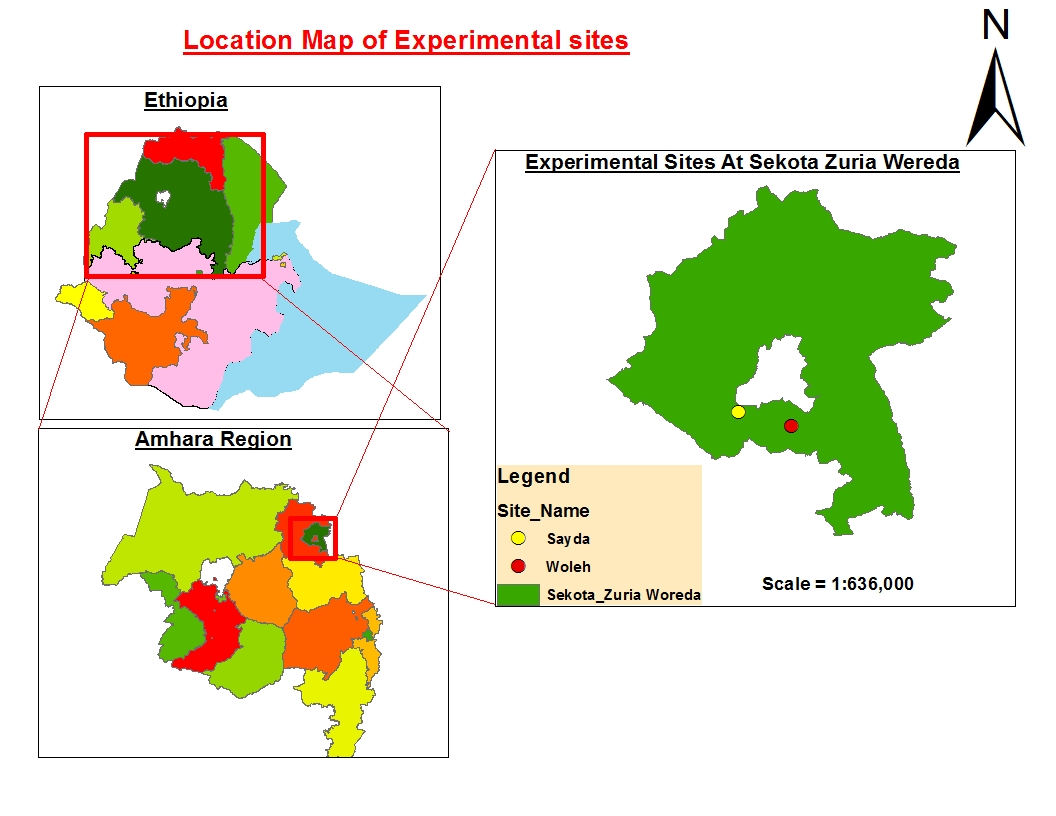 Location Map of Experimental sites
N
Ethiopia
Experimental Sites At Sekota Zuria Wereda
Amhara Region
Legend
Site_Name
Sayda
Woleh
Sekota_Zuria Woreda
Scale = 1:636,000